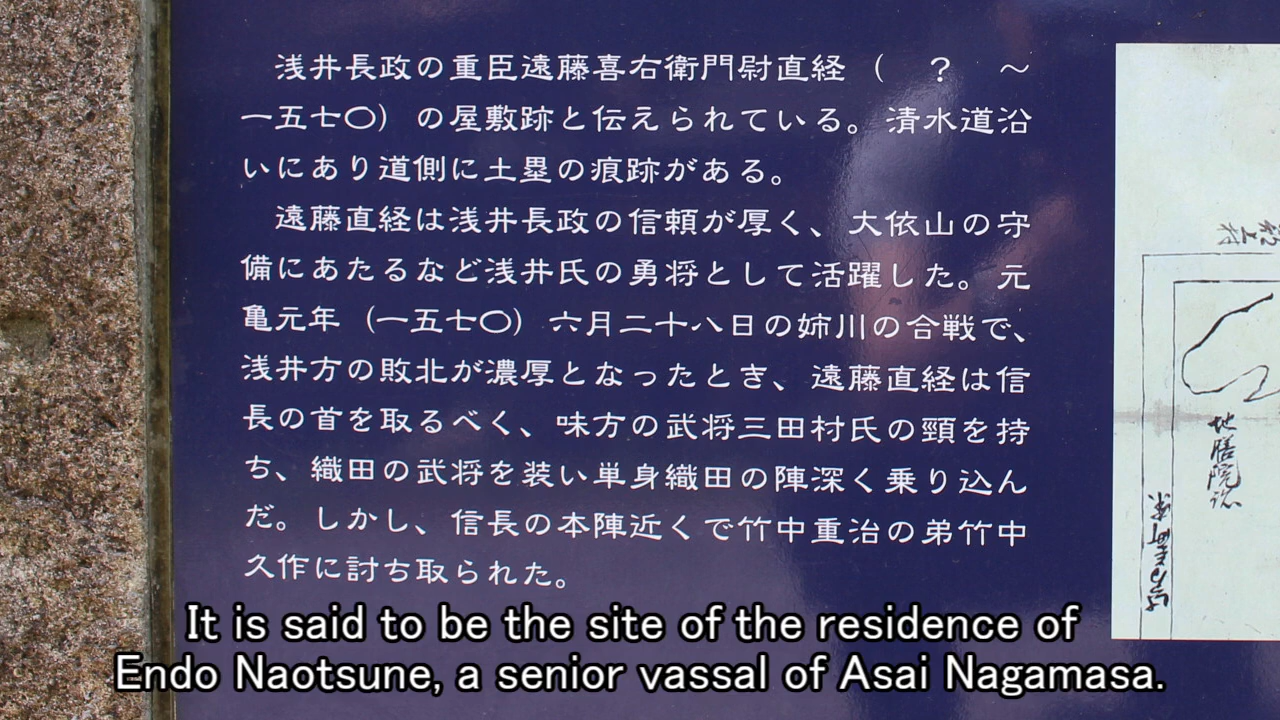 浅井長政の重臣遠藤喜右衛門尉直経（　？　～
一五七〇）の屋敷跡と伝えられている。清水道沿
いにあり道側に土塁の痕跡がある。
遠藤直経は浅井長政の信頼が厚く、大依山の守
備にあたるなど浅井氏の勇将として活躍した。元
亀元年（一五七〇）六月二十八日の姉川の合戦で、
浅井方の敗北が濃厚となったとき、遠藤直経は信
長の首を取るべく、味方の武将三田村氏の頸を持
ち、織田の武将を装い単身織田の陣深く乗り込ん
だ。しかし、信長の本陣近くで竹中重治の弟竹中
久作に討ち取られた。
It is said to be the site of the residence of
Endo Naotsune, a senior vassal of Asai Nagamasa.